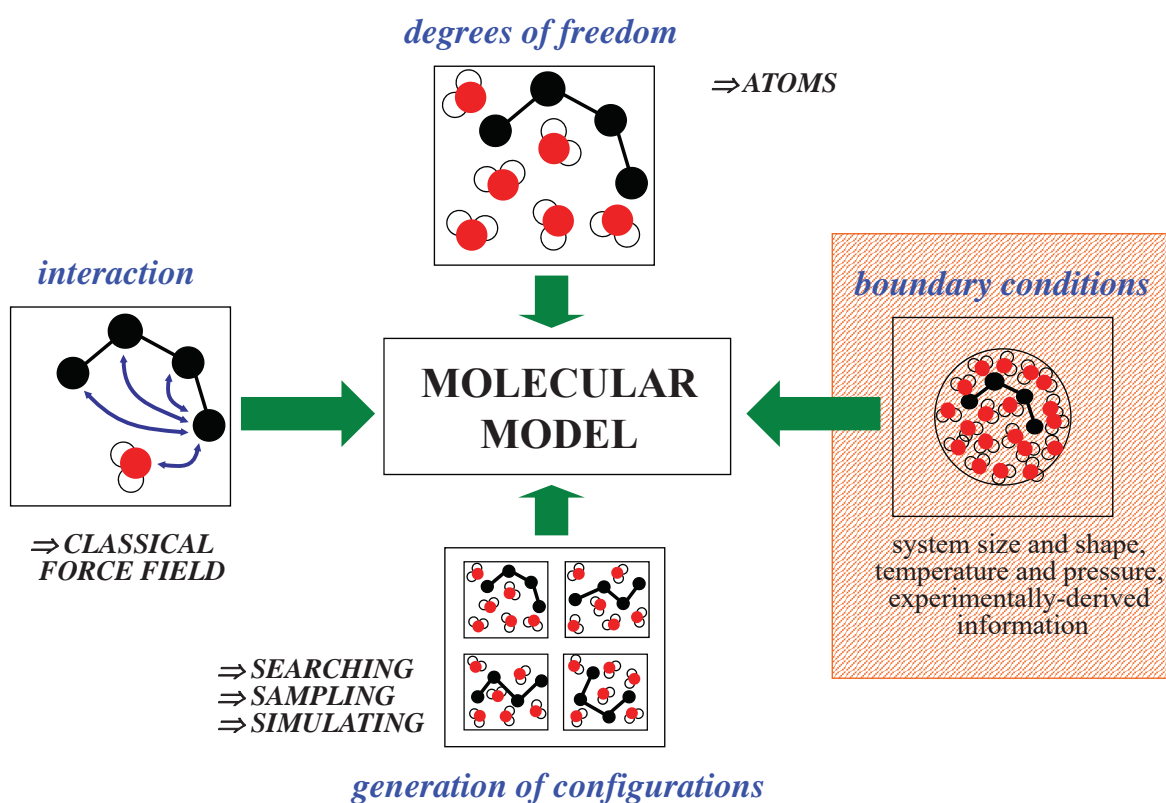 degrees of freedom
⇒ ATOMS
interaction
boundary conditions
MOLECULAR
MODEL
⇒ CLASSICAL
FORCE FIELD
system size and shape,
temperature and pressure,
experimentally-derived
information
⇒ SEARCHING
⇒ SAMPLING
⇒ SIMULATING
generation of configurations